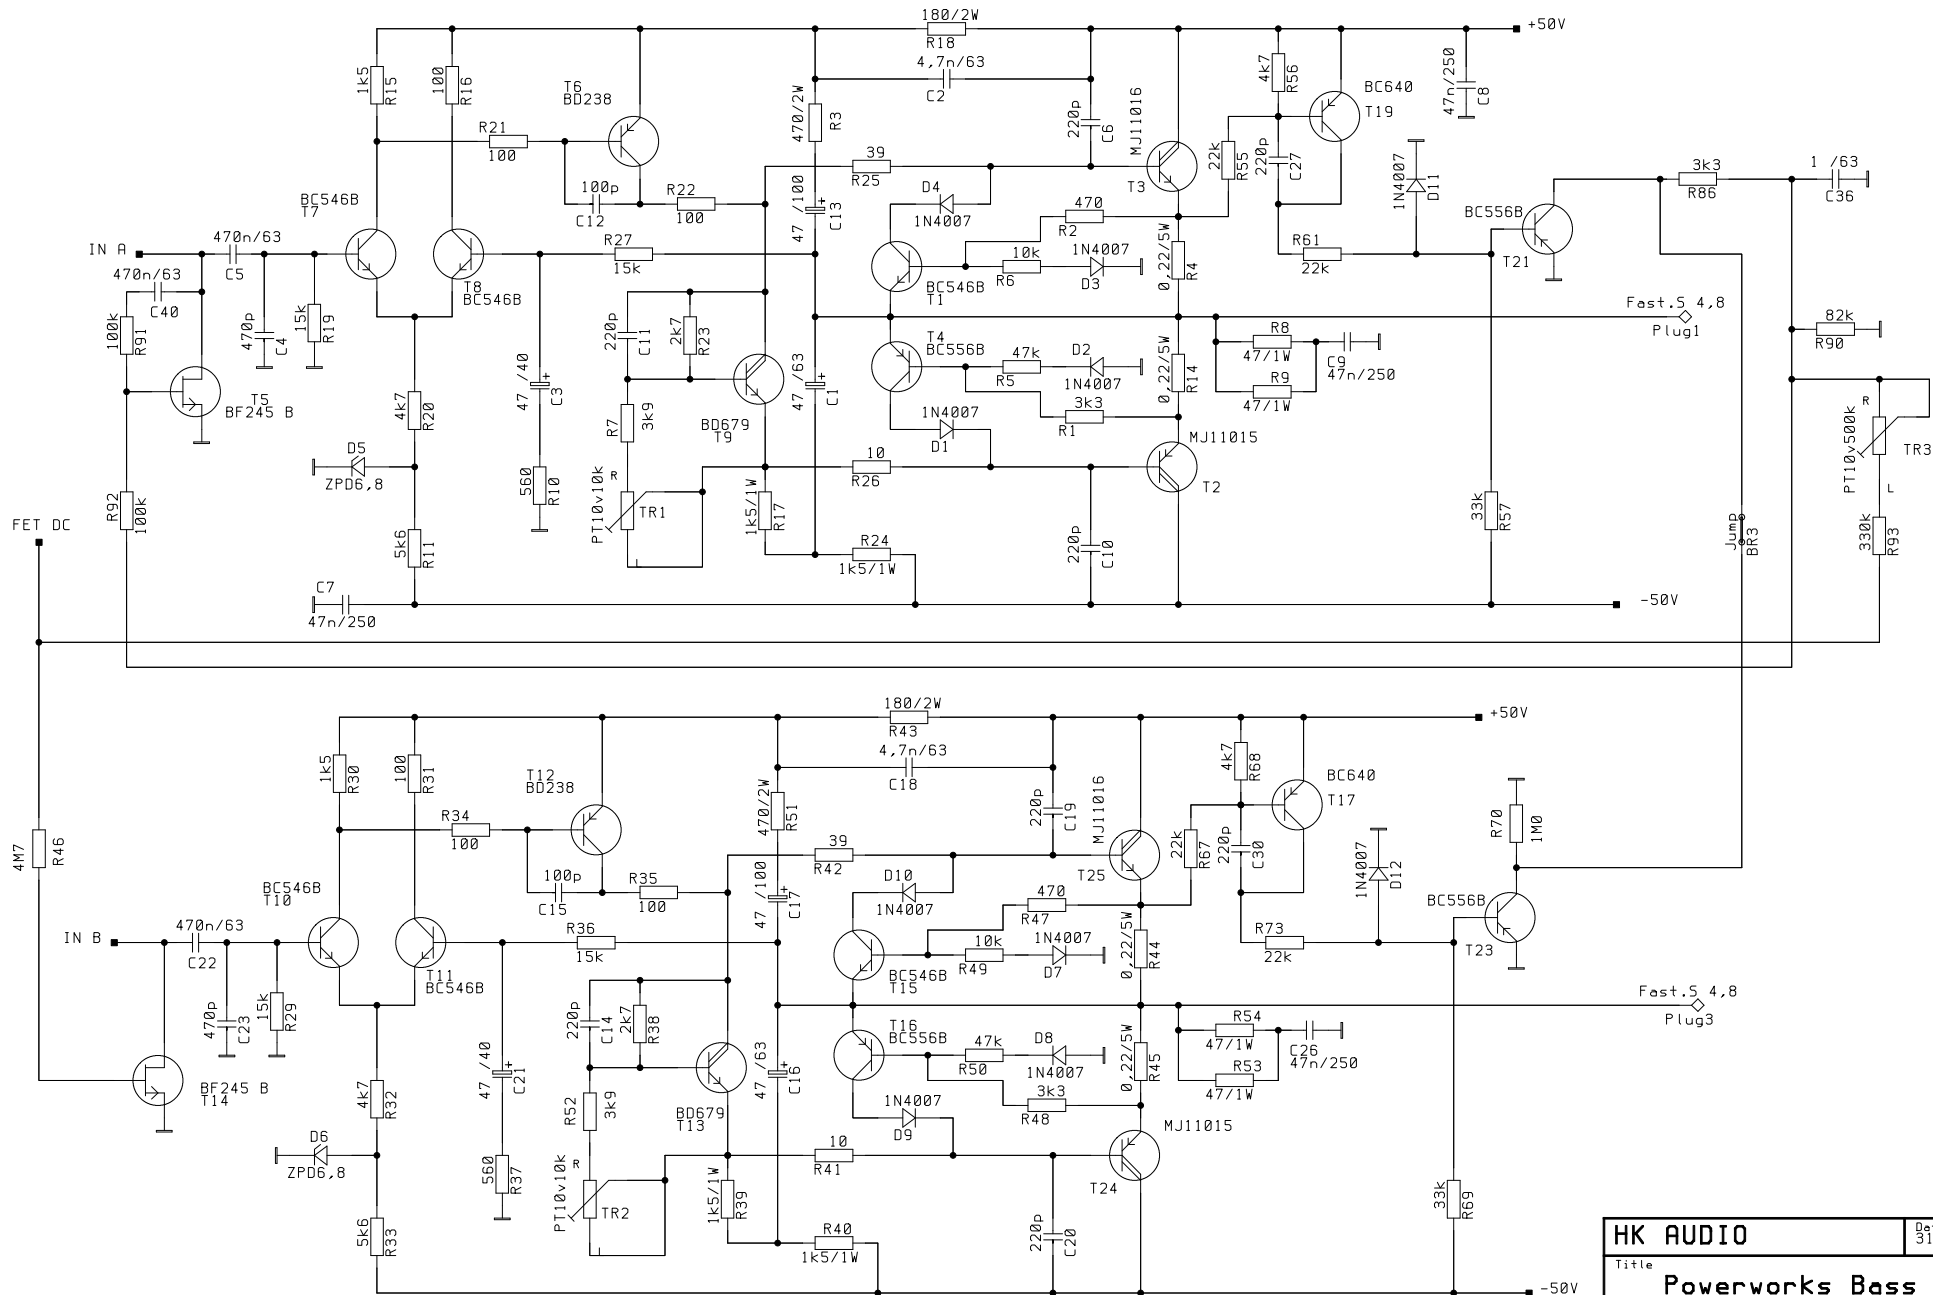 180/2W
R18
+50V
4,7n/63
C2
1k5
R15
100
R16
T6
BD238
470/2W
R3
220p
C6
MJ11016
T3
4k7
R56
BC640
T19
47n/250
C8
R21
100
39
R25
22k
R55
220p
C27
1N4007
D11
3k3
R86
1 /63
C36
BC546B
T7
100p
C12
R22
100
47 /100
C13
D4
1N4007
470
R2
BC556B
T21
IN A
470n/63
C5
470n/63
C40
R27
15k
T8
BC546B
BC546B
T1
10k
R6
1N4007
D3
0,22/5W
R4
R61
22k
100k
R91
470p
C4
15k
R19
220p
C11
2k7
R23
T4
BC556B
47k
R5
D2
1N4007
0,22/5W
R14
R8
47/1W
R9
47/1W
C9
47n/250
Fast.S 4,8
Plug1
82k
R90
T5
BF245 B
4k7
R20
47 /40
C3
R7
3k9
BD679
T9
47 /63
C1
1N4007
D1
3k3
R1
MJ11015
T2
R
PT10v500k
TR3
L
D5
ZPD6,8
560
R10
PT10v10k
R
TR1
L
10
R26
1k5/1W
R17
R92
100k
FET DC
5k6
R11
R24
1k5/1W
220p
C10
33k
R57
Jump
BR3
330k
R93
C7
47n/250
-50V
180/2W
R43
+50V
4,7n/63
C18
1k5
R30
100
R31
T12
BD238
470/2W
R51
220p
C19
MJ11016
T25
4k7
R68
BC640
T17
R70
1M0
4M7
R46
R34
100
39
R42
22k
R67
220p
C30
1N4007
D12
BC546B
T10
100p
C15
R35
100
47 /100
C17
D10
1N4007
470
R47
BC556B
T23
IN B
470n/63
C22
R36
15k
T11
BC546B
BC546B
T15
10k
R49
1N4007
D7
0,22/5W
R44
R73
22k
470p
C23
15k
R29
220p
C14
2k7
R38
T16
BC556B
47k
R50
D8
1N4007
0,22/5W
R45
R54
47/1W
R53
47/1W
C26
47n/250
Fast.S 4,8
Plug3
BF245 B
T14
4k7
R32
47 /40
C21
R52
3k9
BD679
T13
47 /63
C16
1N4007
D9
3k3
R48
MJ11015
T24
D6
ZPD6,8
560
R37
PT10v10k
R
TR2
L
10
R41
1k5/1W
R39
5k6
R33
R40
1k5/1W
220p
C20
33k
R69
-50V
HK AUDIO
Da
31
Title
Powerworks Bass